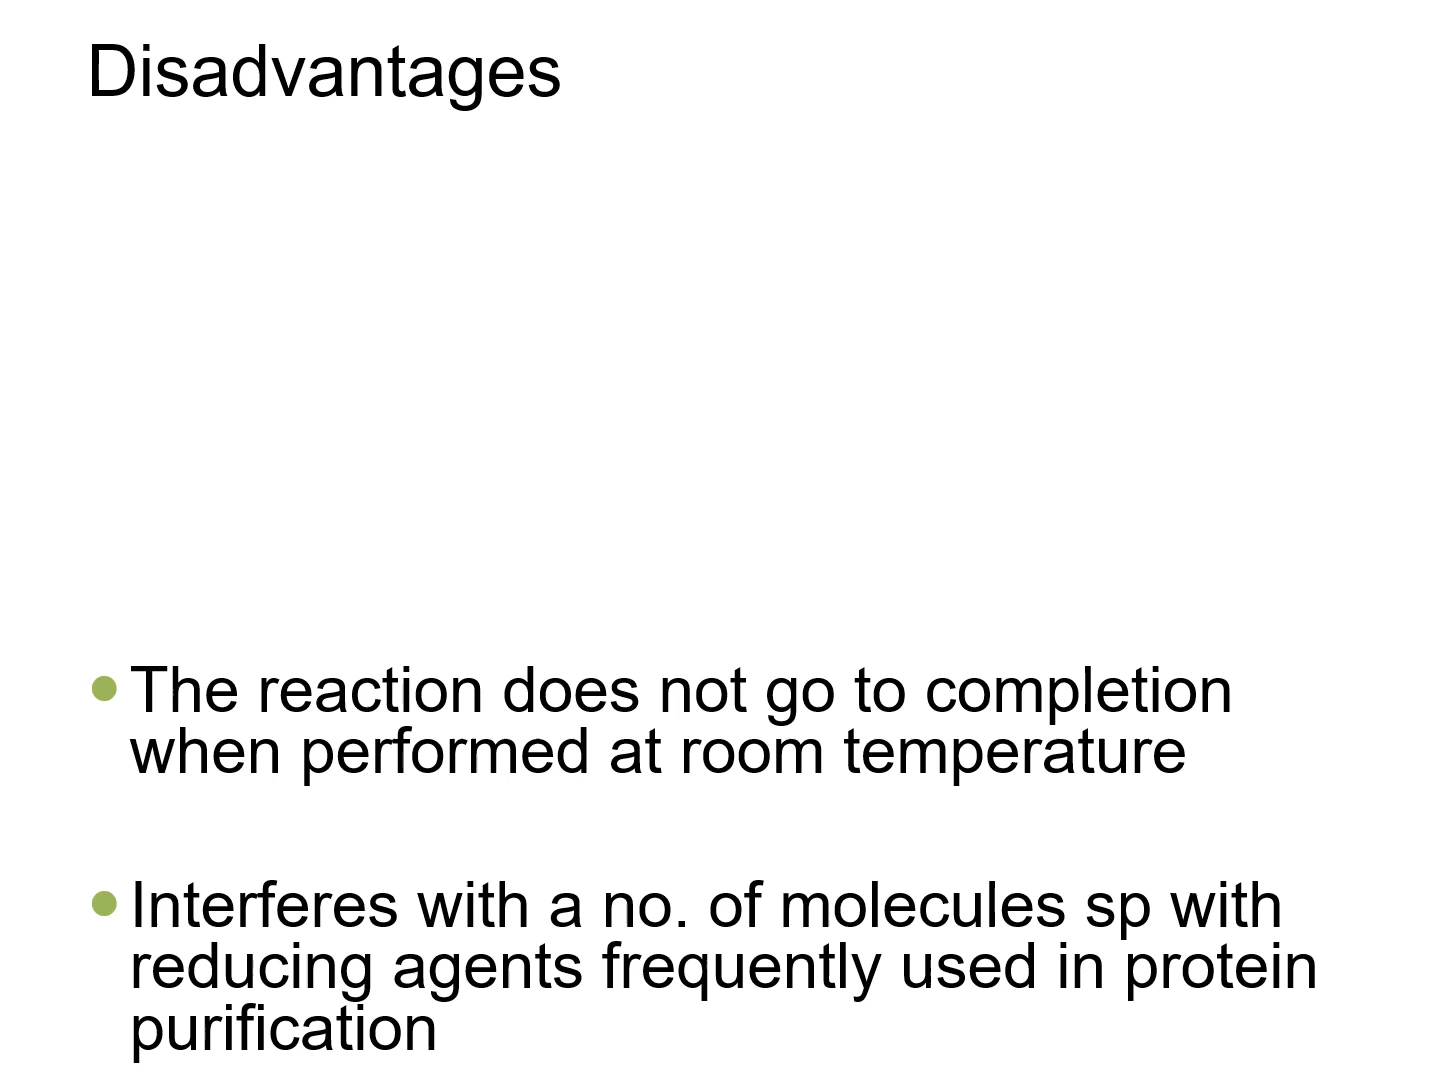 Disadvantages
• The reaction does not go to completion
when performed at room temperature
• Interferes with a no. of molecules sp with
reducing agents frequently used in protein
purification